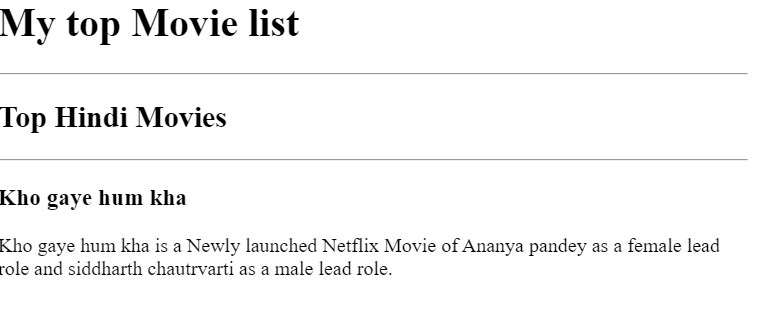 My top Movie list
Top Hindi Movies
Kho gaye hum kha
Kho gaye hum kha is a Newly launched Netflix Movie of Ananya pandey as a female lead
role and siddharth chautrvarti as a male lead role.